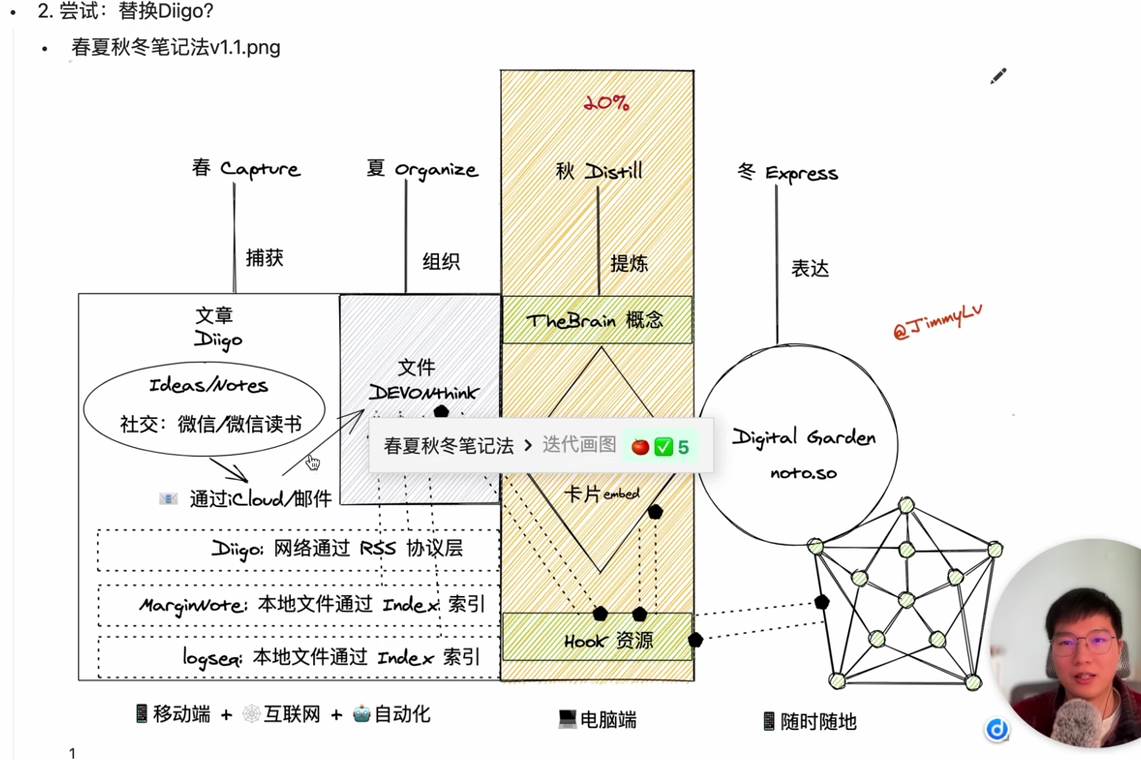 2. 尝试：替换Diigo?
春夏秋冬笔记法v1.1.png
20%
春 Capture
夏 Organize
秋 Distill
冬 Express
捕获
组织
提炼
表达
文章
Diigo
Ideas/Notes
社交：微信/微信读书
通过iCloud/邮件
文件
DEVONthink
TheBrain 概念
春夏秋冬笔记法 > 迭代画图 5
卡片embed
@JimmyLv
Digital Garden
noto.so
Diigo: 网络通过 RSS 协议层
MarginNote: 本地文件通过 Index 索引
logseq: 本地文件通过 Index 索引
Hook 资源
移动端 + 互联网 + 自动化
电脑端
随时随地
d
1